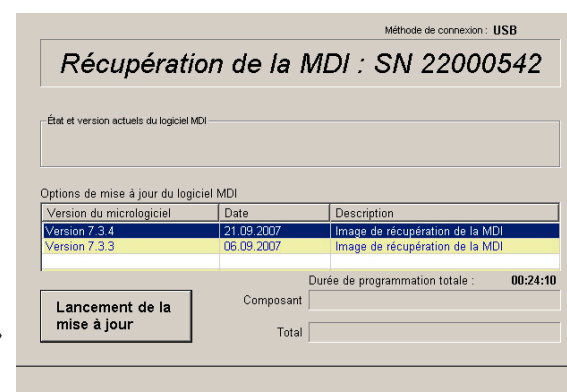 Méthode de connexion : USB
Récupération de la MDI : SN 22000542
État et version actuels du logiciel MDI
Options de mise à jour du logiciel MDI
Version du micrologiciel Date Description
Version 7.3.4 21.09.2007 Image de récupération de la MDI
Version 7.3.3 06.09.2007 Image de récupération de la MDI
Durée de programmation totale : 00:24:10
Lancement de la
mise à jour
Composant
Total